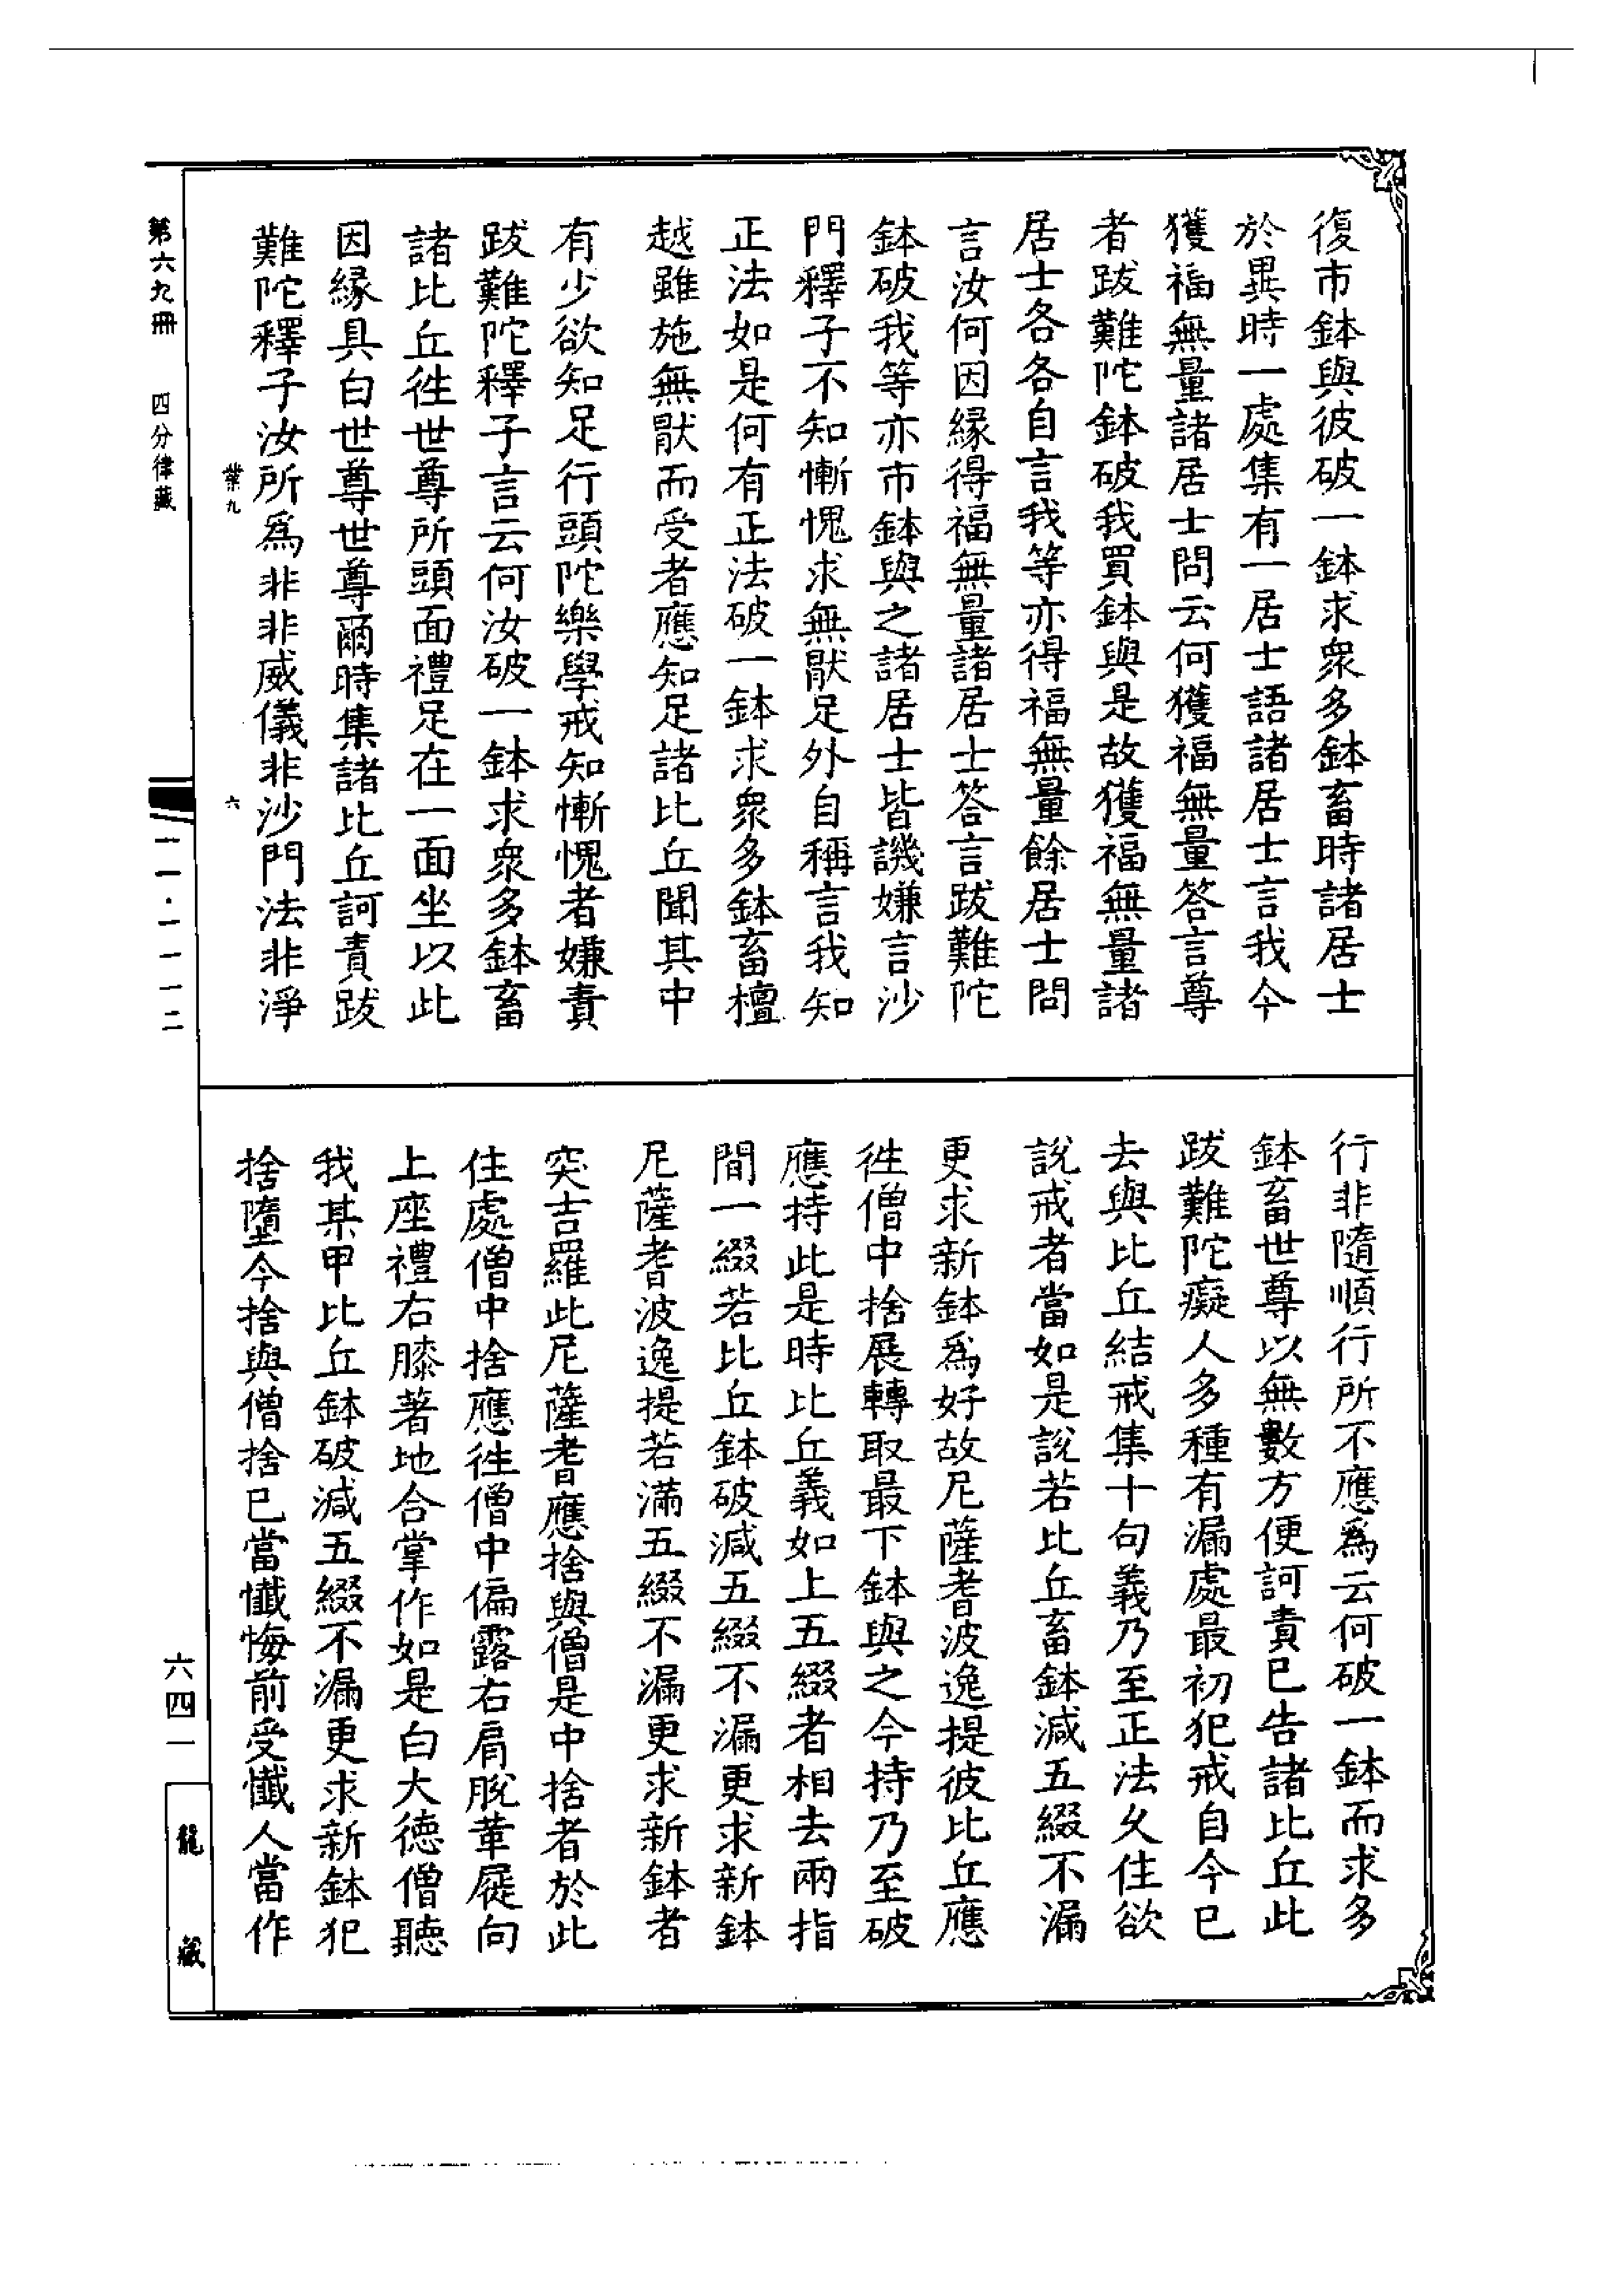 復市鉢與彼破一鉢求衆多鉢畜時諸居士
於異時一處集有一居士語諸居士言我今
獲福無量諸居士問云何獲福無量答言尊
者跋難陀鉢破我買鉢與是故獲福無量諸
居士各各自言我等亦得福無量餘居士問
言汝何因緣得福無量諸居士答言跋難陀
鉢破我等亦市鉢與之諸居士皆譏嫌言沙
門釋子不知慚愧求無厭足外自稱言我知
正法如是何有正法破一鉢求衆多鉢畜檀
越雖施無厭而受者應知足諸比丘聞其中
有少欲知足行頭陀樂學戒知慚愧者嫌責
跋難陀釋子言云何汝破一鉢求衆多鉢畜
諸比丘徃世尊所頭面禮足在一面坐以此
因緣具白世尊世尊爾時集諸比丘訶責跋
難陀釋子汝所爲非非威儀非沙門法非淨
行非隨順行所不應爲云何破一鉢而求多
鉢畜世尊以無數方便訶責已告諸比丘此
跋難陀癡人多種有漏處最初犯戒自今已
去與比丘結戒集十句義乃至正法久住欲
說戒者當如是說若比丘畜鉢減五綴不漏
更求新鉢爲好故尼薩耆波逸提彼比丘應
徃僧中捨展轉取最下鉢與之今持乃至破
應持此是時比丘義如上五綴者相去兩指
間一綴若比丘鉢破減五綴不漏更求新鉢
尼薩耆波逸提若滿五綴不漏更求新鉢者
突吉羅此尼薩耆應捨與僧是中捨者於此
住處僧中捨應徃僧中偏露右肩脫革屣向
上座禮右膝著地合掌作如是白大德僧聽
我某甲比丘鉢破減五綴不漏更求新鉢犯
捨墮今捨與僧捨已當懺悔前受懺人當作
第六九冊 四分律藏
業九 六
一一·一一一二
六四一
龍藏